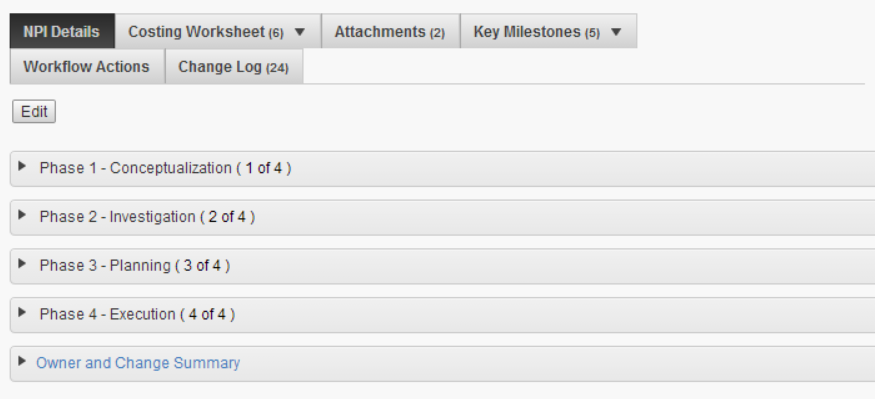 NPI Details Costing Worksheet (6) Attachments (2) Key Milestones (5)
Workflow Actions Change Log (24)
Edit
Phase 1 - Conceptualization ( 1 of 4 )
Phase 2 - Investigation ( 2 of 4 )
Phase 3 - Planning ( 3 of 4 )
Phase 4 - Execution ( 4 of 4 )
Owner and Change Summary